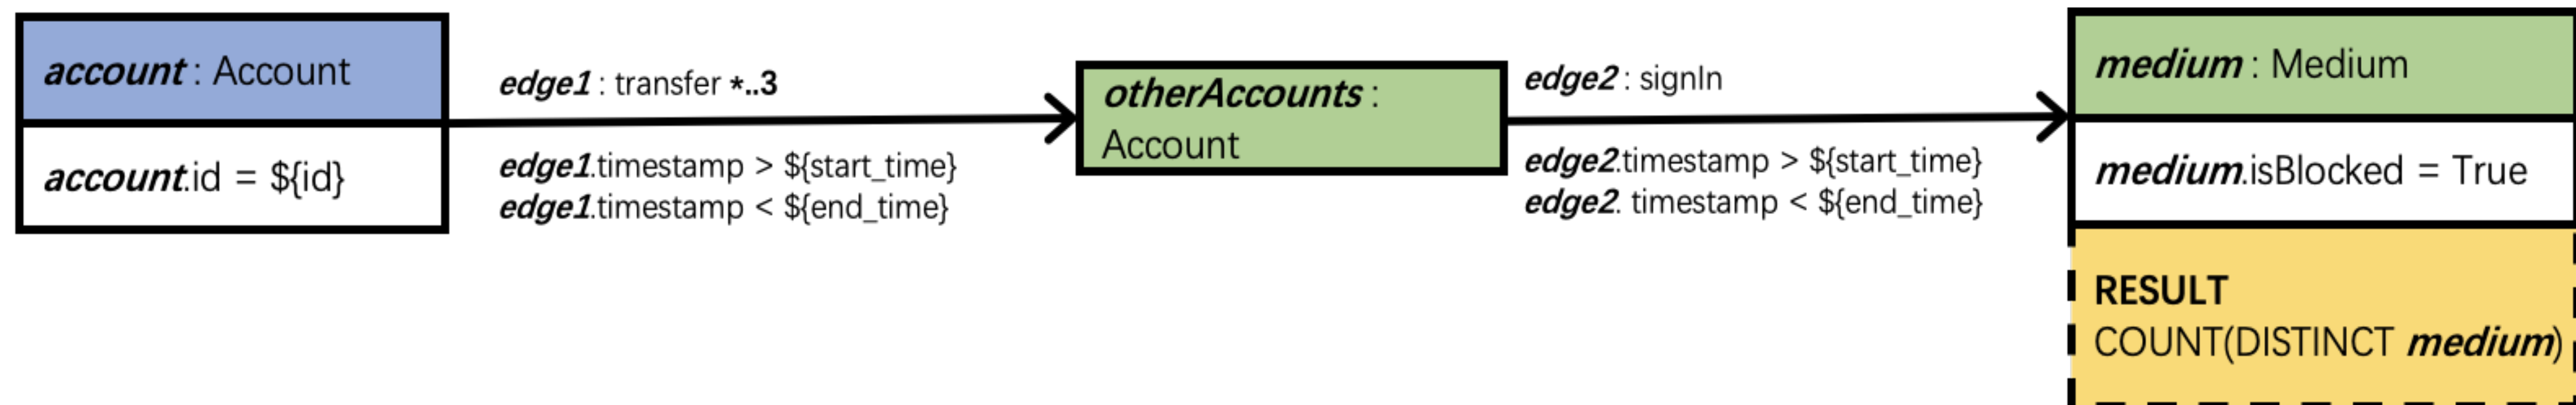 account : Account
account.id = ${id}
edge1 : transfer *..3
edge1.timestamp > ${start_time}
edge1.timestamp < ${end_time}
otherAccounts :
Account
edge2 : signIn
edge2.timestamp > ${start_time}
edge2. timestamp < ${end_time}
medium : Medium
medium.isBlocked = True
RESULT
COUNT(DISTINCT medium)